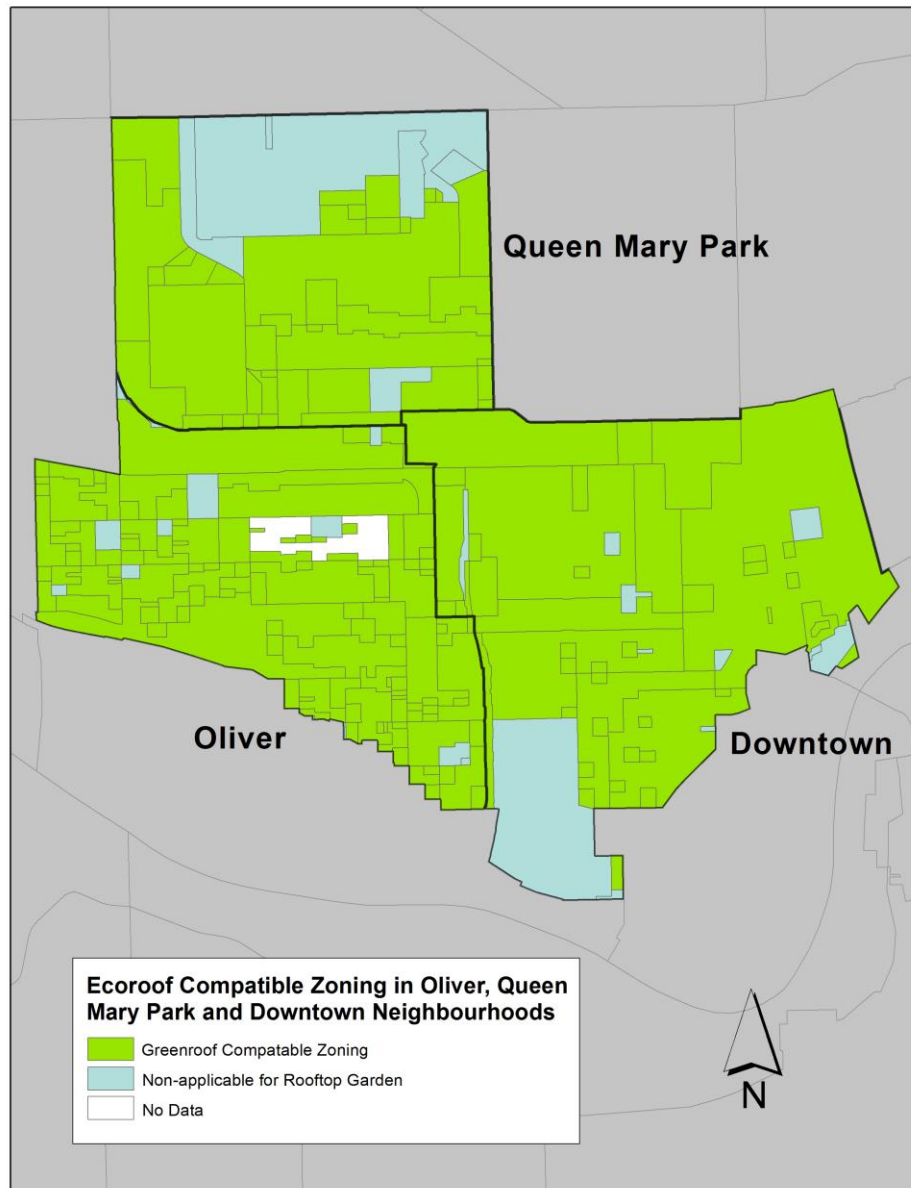 Queen Mary Park
Oliver
Downtown
Ecoroof Compatible Zoning in Oliver, Queen
Mary Park and Downtown Neighbourhoods
Greenroof Compatable Zoning
Non-applicable for Rooftop Garden
No Data
N